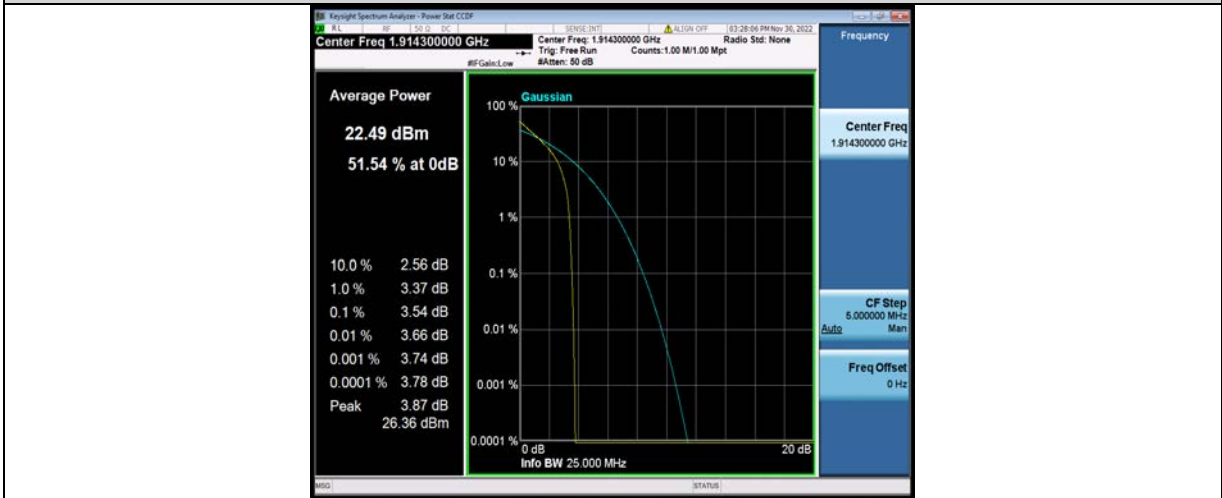 Keysight Spectrum Analyzer - Power Stat CCDF
RL RF 50 Ω DC SENSE:INT ALIGN OFF 03:28:06 PM Nov 30, 2022
Center Freq 1.914300000 GHz
Center Freq: 1.914300000 GHz Radio Std: None
Trig: Free Run Counts:1.00 M/1.00 Mpt
#IFGain:Low #Atten: 50 dB
Frequency
Average Power
22.49 dBm
51.54 % at 0dB
10.0 % 2.56 dB
1.0 % 3.37 dB
0.1 % 3.54 dB
0.01 % 3.66 dB
0.001 % 3.74 dB
0.0001 % 3.78 dB
Peak 3.87 dB
26.36 dBm
Gaussian
100 %
10 %
1 %
0.1 %
0.01 %
0.001 %
0.0001 %
0 dB 20 dB
Info BW 25.000 MHz
Center Freq
1.914300000 GHz
CF Step
5.000000 MHz
Auto Man
Freq Offset
0 Hz
MSG STATUS